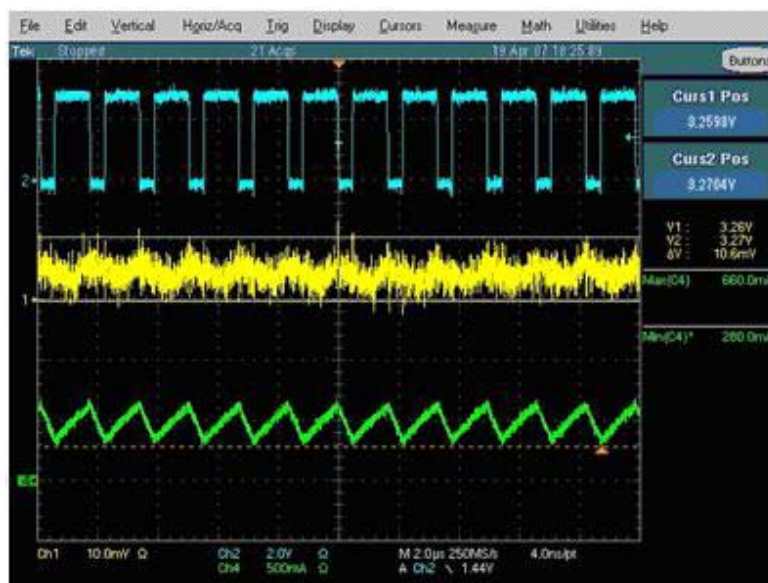 File Edit Vertical Horiz/Acq Trig Display Cursors Measure Math Utilities Help
Tek Stopped 21 Acqs 19 Apr 07 18:25:09
Buttons
Curs1 Pos
3.2598V
Curs2 Pos
3.2704V
V1: 3.26V
V2: 3.27V
ΔV: 10.6mV
Max(C4) 660.0m
Min(C4)* 280.0m
2
1
Ch1 10.0mV Ω Ch2 2.0V Ω M 2.0µs 250MS/s 4.0ns/pt
Ch4 500mA Ω A Ch2 \ 1.44V